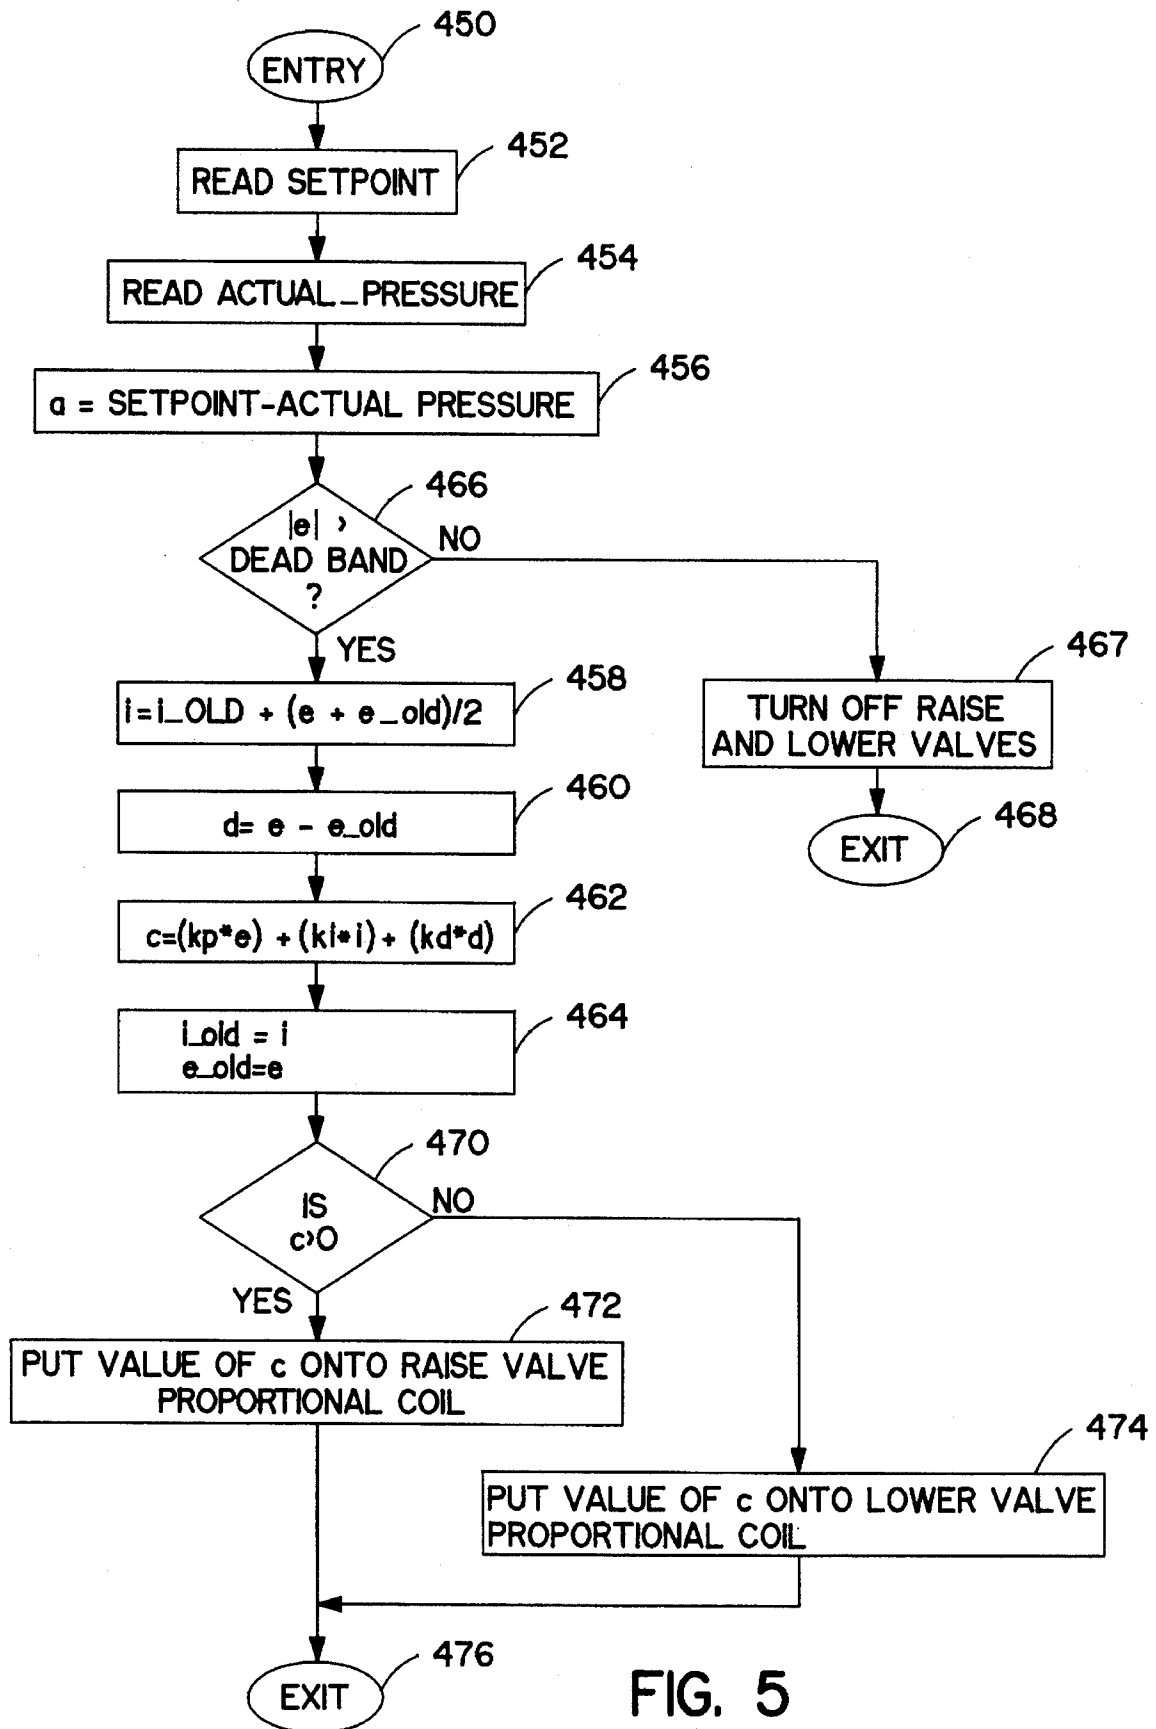 450
ENTRY
452
READ SETPOINT
454
READ ACTUAL_PRESSURE
456
a = SETPOINT-ACTUAL PRESSURE
466
|e| >
DEAD BAND
?
NO
YES
467
TURN OFF RAISE
AND LOWER VALVES
468
EXIT
458
i=i_OLD + (e + e_old)/2
460
d= e - e_old
462
c=(kp*e) + (ki*i) + (kd*d)
464
i_old = i
e_old=e
470
IS
c>0
NO
YES
472
PUT VALUE OF c ONTO RAISE VALVE
PROPORTIONAL COIL
474
PUT VALUE OF c ONTO LOWER VALVE
PROPORTIONAL COIL
476
EXIT
FIG. 5